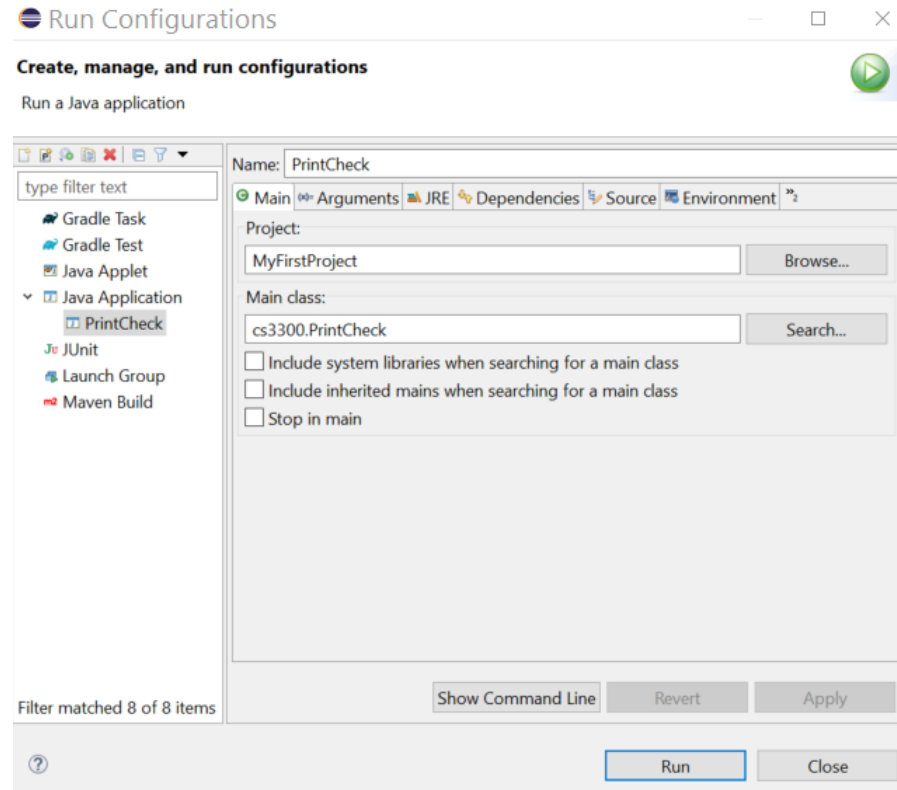 Run Configurations
Create, manage, and run configurations
Run a Java application
type filter text
Gradle Task
Gradle Test
Java Applet
Java Application
PrintCheck
JUnit
Launch Group
Maven Build
Filter matched 8 of 8 items
Name: PrintCheck
Main Arguments JRE Dependencies Source Environment »2
Project:
MyFirstProject Browse...
Main class:
cs3300.PrintCheck Search...
Include system libraries when searching for a main class
Include inherited mains when searching for a main class
Stop in main
Show Command Line Revert Apply
Run Close